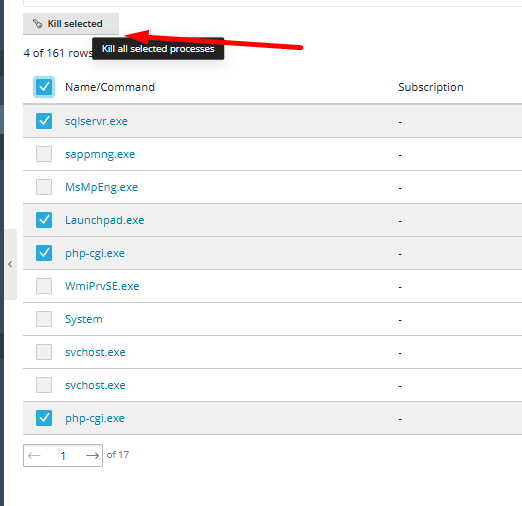 Kill selected
Kill all selected processes
4 of 161 rows
Name/Command Subscription
sqlservr.exe -
sappmng.exe -
MsMpEng.exe -
Launchpad.exe -
php-cgi.exe -
WmiPrvSE.exe -
System -
svchost.exe -
svchost.exe -
php-cgi.exe -
1 of 17